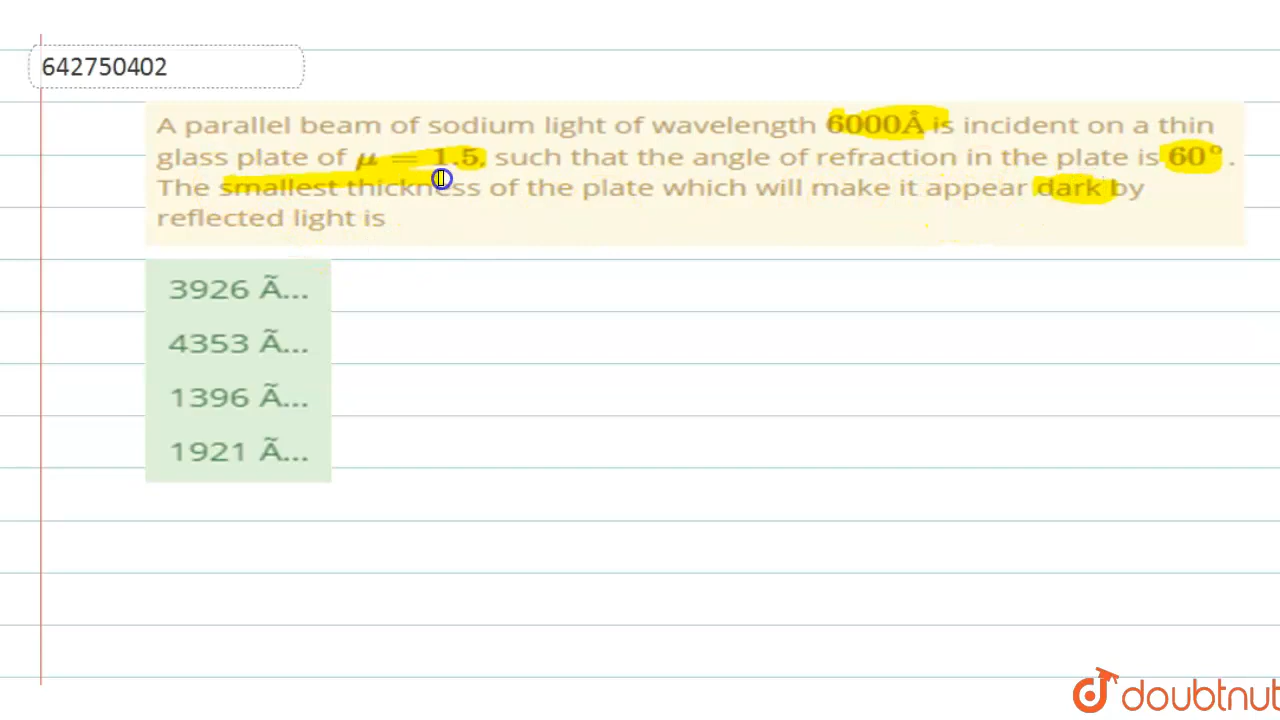 642750402
A parallel beam of sodium light of wavelength 6000Å is incident on a thin
glass plate of μ = 1.5, such that the angle of refraction in the plate is 60° .
The smallest thickness of the plate which will make it appear dark by
reflected light is
3926 Ã...
4353 Ã...
1396 Ã...
1921 Ã...
doubtnut